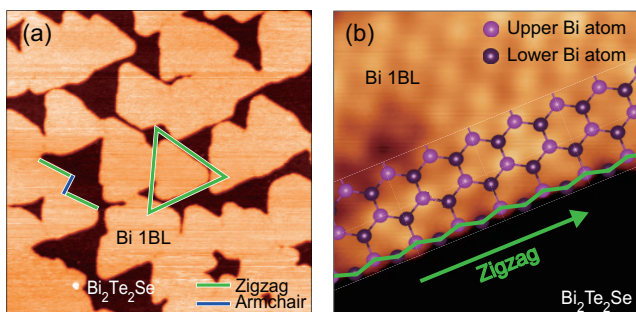 (a)
Bi 1BL
Bi₂Te₂Se
Zigzag
Armchair
(b)
Upper Bi atom
Lower Bi atom
Bi 1BL
Zigzag
Bi₂Te₂Se